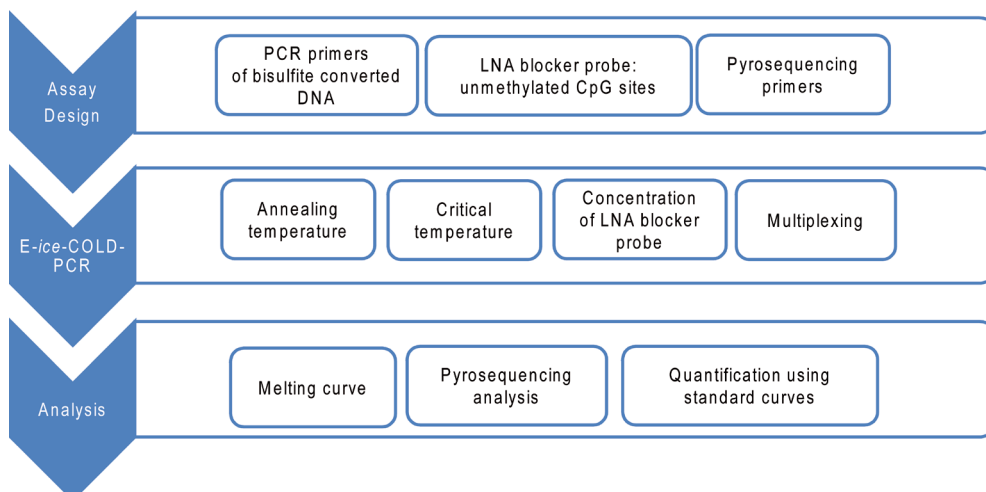 Assay
Design
PCR primers
of bisulfite converted
DNA
LNA blocker probe:
unmethylated CpG sites
Pyrosequencing
primers
E-ice-COLD-
PCR
Annealing
temperature
Critical
temperature
Concentration
of LNA blocker
probe
Multiplexing
Analysis
Melting curve
Pyrosequencing
analysis
Quantification using
standard curves